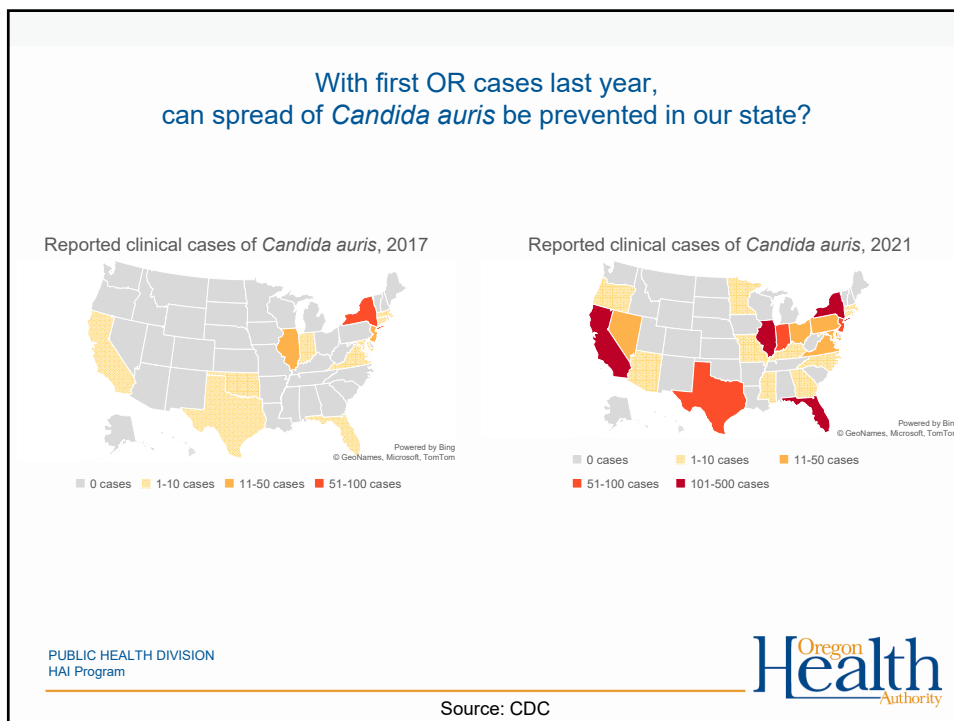 With first OR cases last year,
can spread of Candida auris be prevented in our state?
Reported clinical cases of Candida auris, 2017
Powered by Bing
© GeoNames, Microsoft, TomTom
0 cases 1-10 cases 11-50 cases 51-100 cases
Reported clinical cases of Candida auris, 2021
Powered by Bin
© GeoNames, Microsoft, TomTom
0 cases 1-10 cases 11-50 cases
51-100 cases 101-500 cases
PUBLIC HEALTH DIVISION
HAI Program
Oregon
Health
Authority
Source: CDC